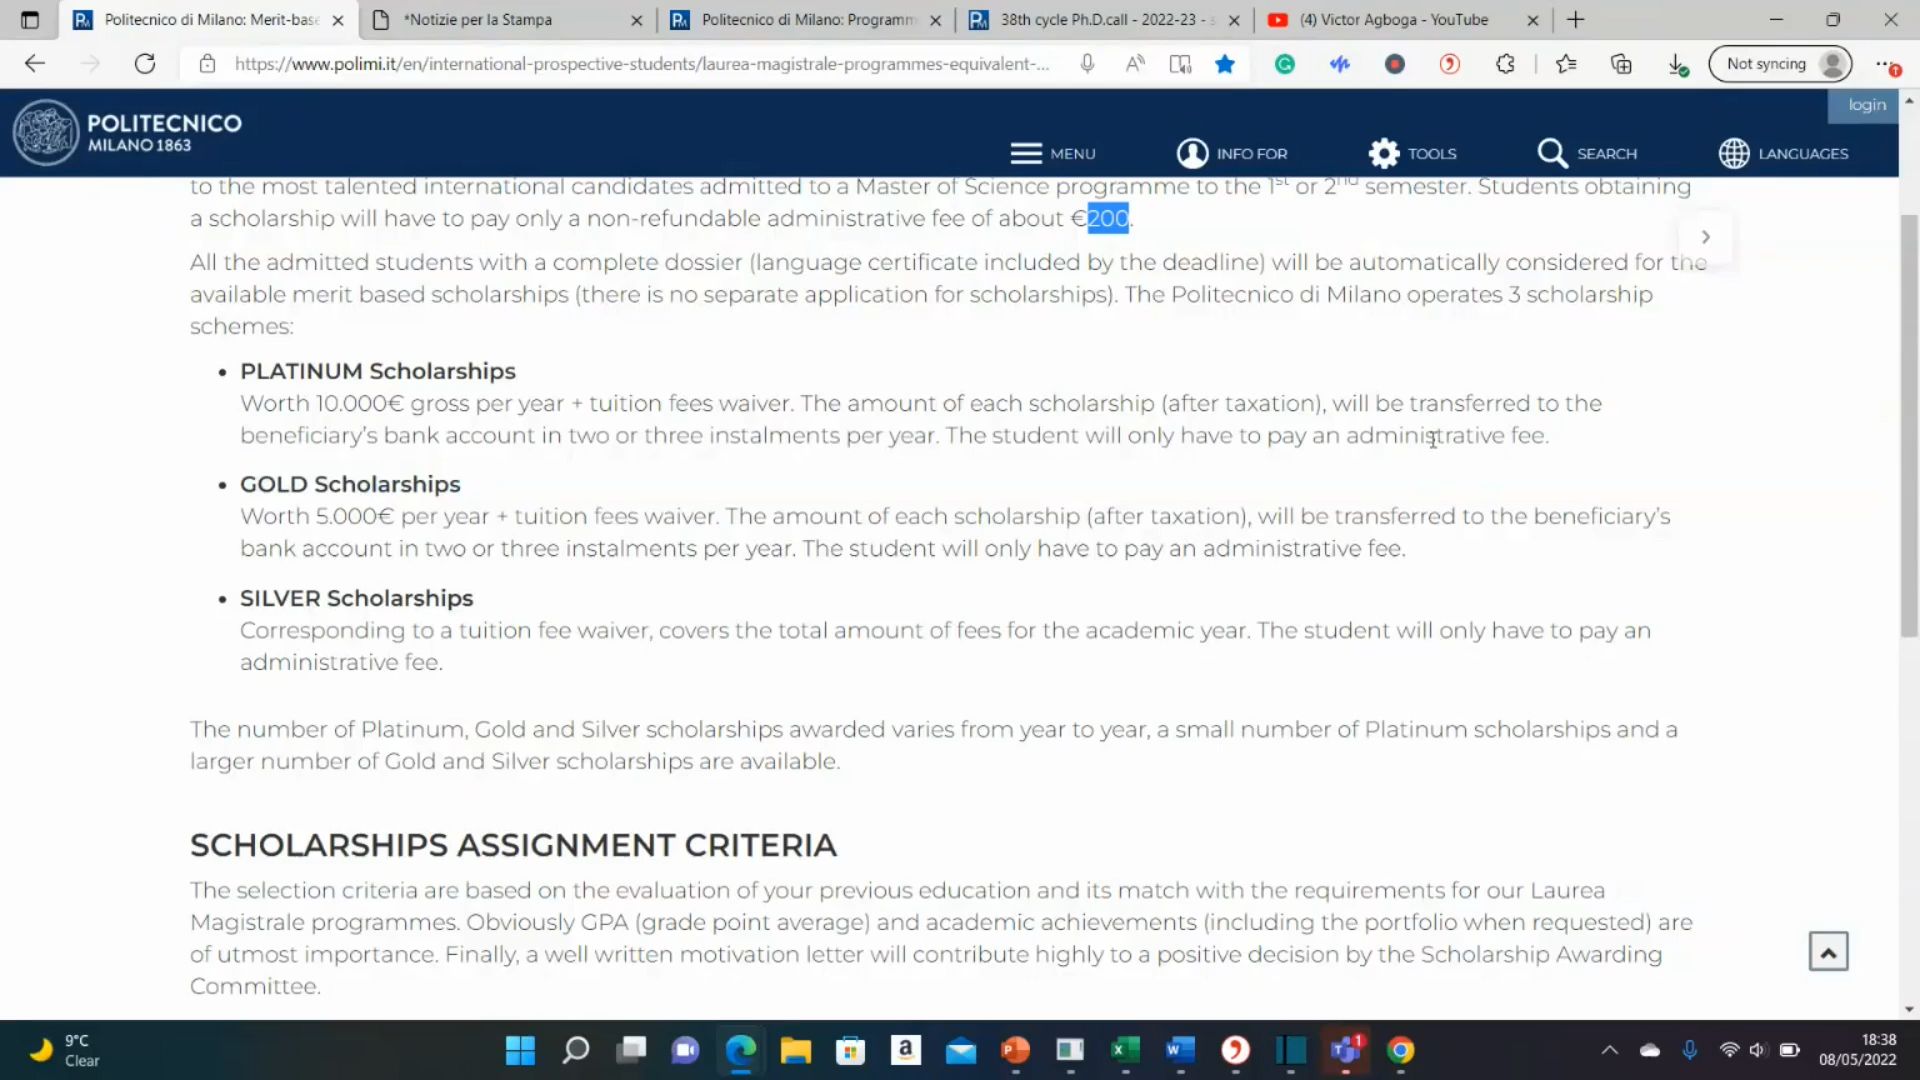 Politecnico di Milano: Merit-base
*Notizie per la Stampa
Politecnico di Milano: Programm
38th cycle Ph.D.call - 2022-23 - s
(4) Victor Agboga - YouTube
https://www.polimi.it/en/international-prospective-students/laurea-magistrale-programmes-equivalent-...
Not syncing
login
POLITECNICO
MILANO 1863
MENU
INFO FOR
TOOLS
SEARCH
LANGUAGES
to the most talented international candidates admitted to a Master of Science programme to the 1st or 2nd semester. Students obtaining
a scholarship will have to pay only a non-refundable administrative fee of about €200.
All the admitted students with a complete dossier (language certificate included by the deadline) will be automatically considered for the
available merit based scholarships (there is no separate application for scholarships). The Politecnico di Milano operates 3 scholarship
schemes:
• PLATINUM Scholarships
Worth 10.000€ gross per year + tuition fees waiver. The amount of each scholarship (after taxation), will be transferred to the
beneficiary’s bank account in two or three instalments per year. The student will only have to pay an administrative fee.
• GOLD Scholarships
Worth 5.000€ per year + tuition fees waiver. The amount of each scholarship (after taxation), will be transferred to the beneficiary’s
bank account in two or three instalments per year. The student will only have to pay an administrative fee.
• SILVER Scholarships
Corresponding to a tuition fee waiver, covers the total amount of fees for the academic year. The student will only have to pay an
administrative fee.
The number of Platinum, Gold and Silver scholarships awarded varies from year to year, a small number of Platinum scholarships and a
larger number of Gold and Silver scholarships are available.
SCHOLARSHIPS ASSIGNMENT CRITERIA
The selection criteria are based on the evaluation of your previous education and its match with the requirements for our Laurea
Magistrale programmes. Obviously GPA (grade point average) and academic achievements (including the portfolio when requested) are
of utmost importance. Finally, a well written motivation letter will contribute highly to a positive decision by the Scholarship Awarding
Committee.
9°C
Clear
18:38
08/05/2022